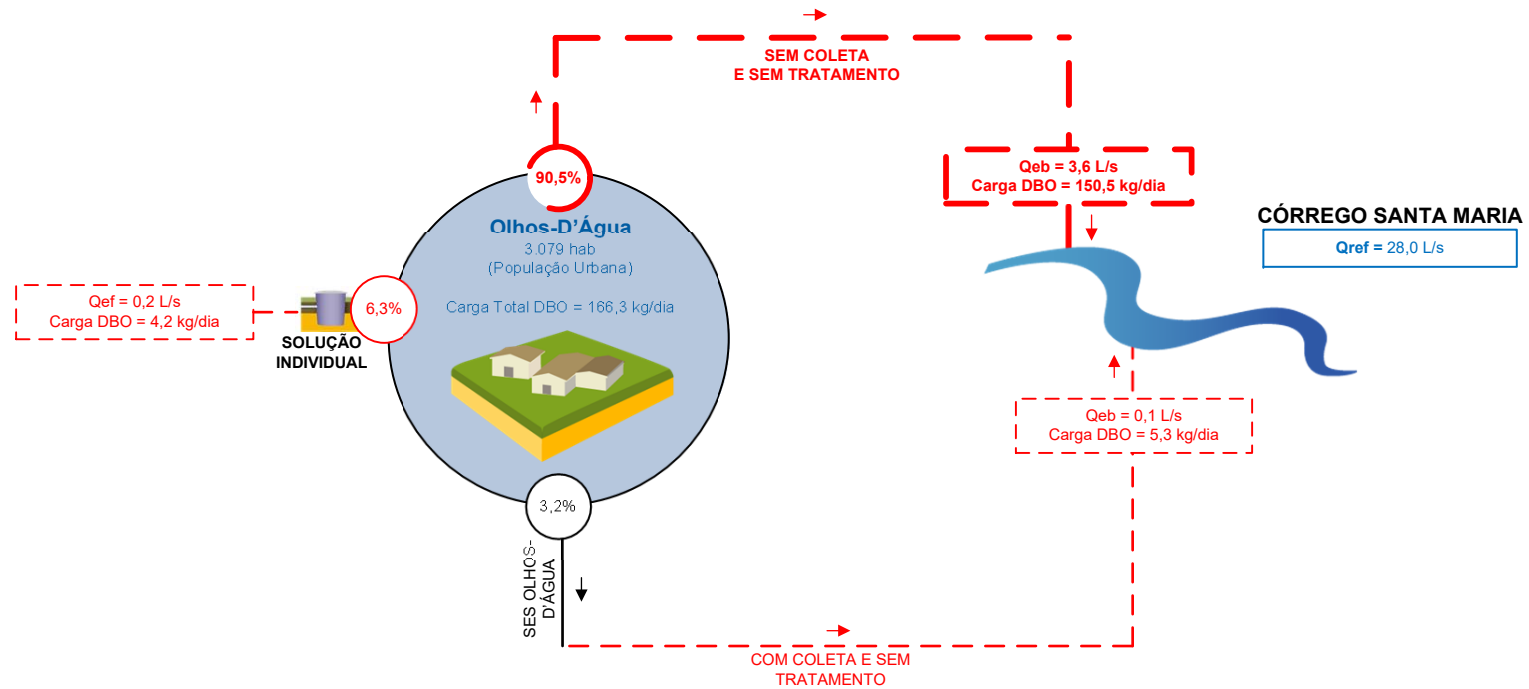 SEM COLETA
E SEM TRATAMENTO
90,5%
Qeb = 3,6 L/s
Carga DBO = 150,5 kg/dia
Olhos-D'Água
3.079 hab
(População Urbana)
Carga Total DBO = 166,3 kg/dia
CÓRREGO SANTA MARIA
Qref = 28,0 L/s
Qef = 0,2 L/s
Carga DBO = 4,2 kg/dia
6,3%
SOLUÇÃO
INDIVIDUAL
Qeb = 0,1 L/s
Carga DBO = 5,3 kg/dia
3,2%
SES OLHOS-
D'ÁGUA
COM COLETA E SEM
TRATAMENTO